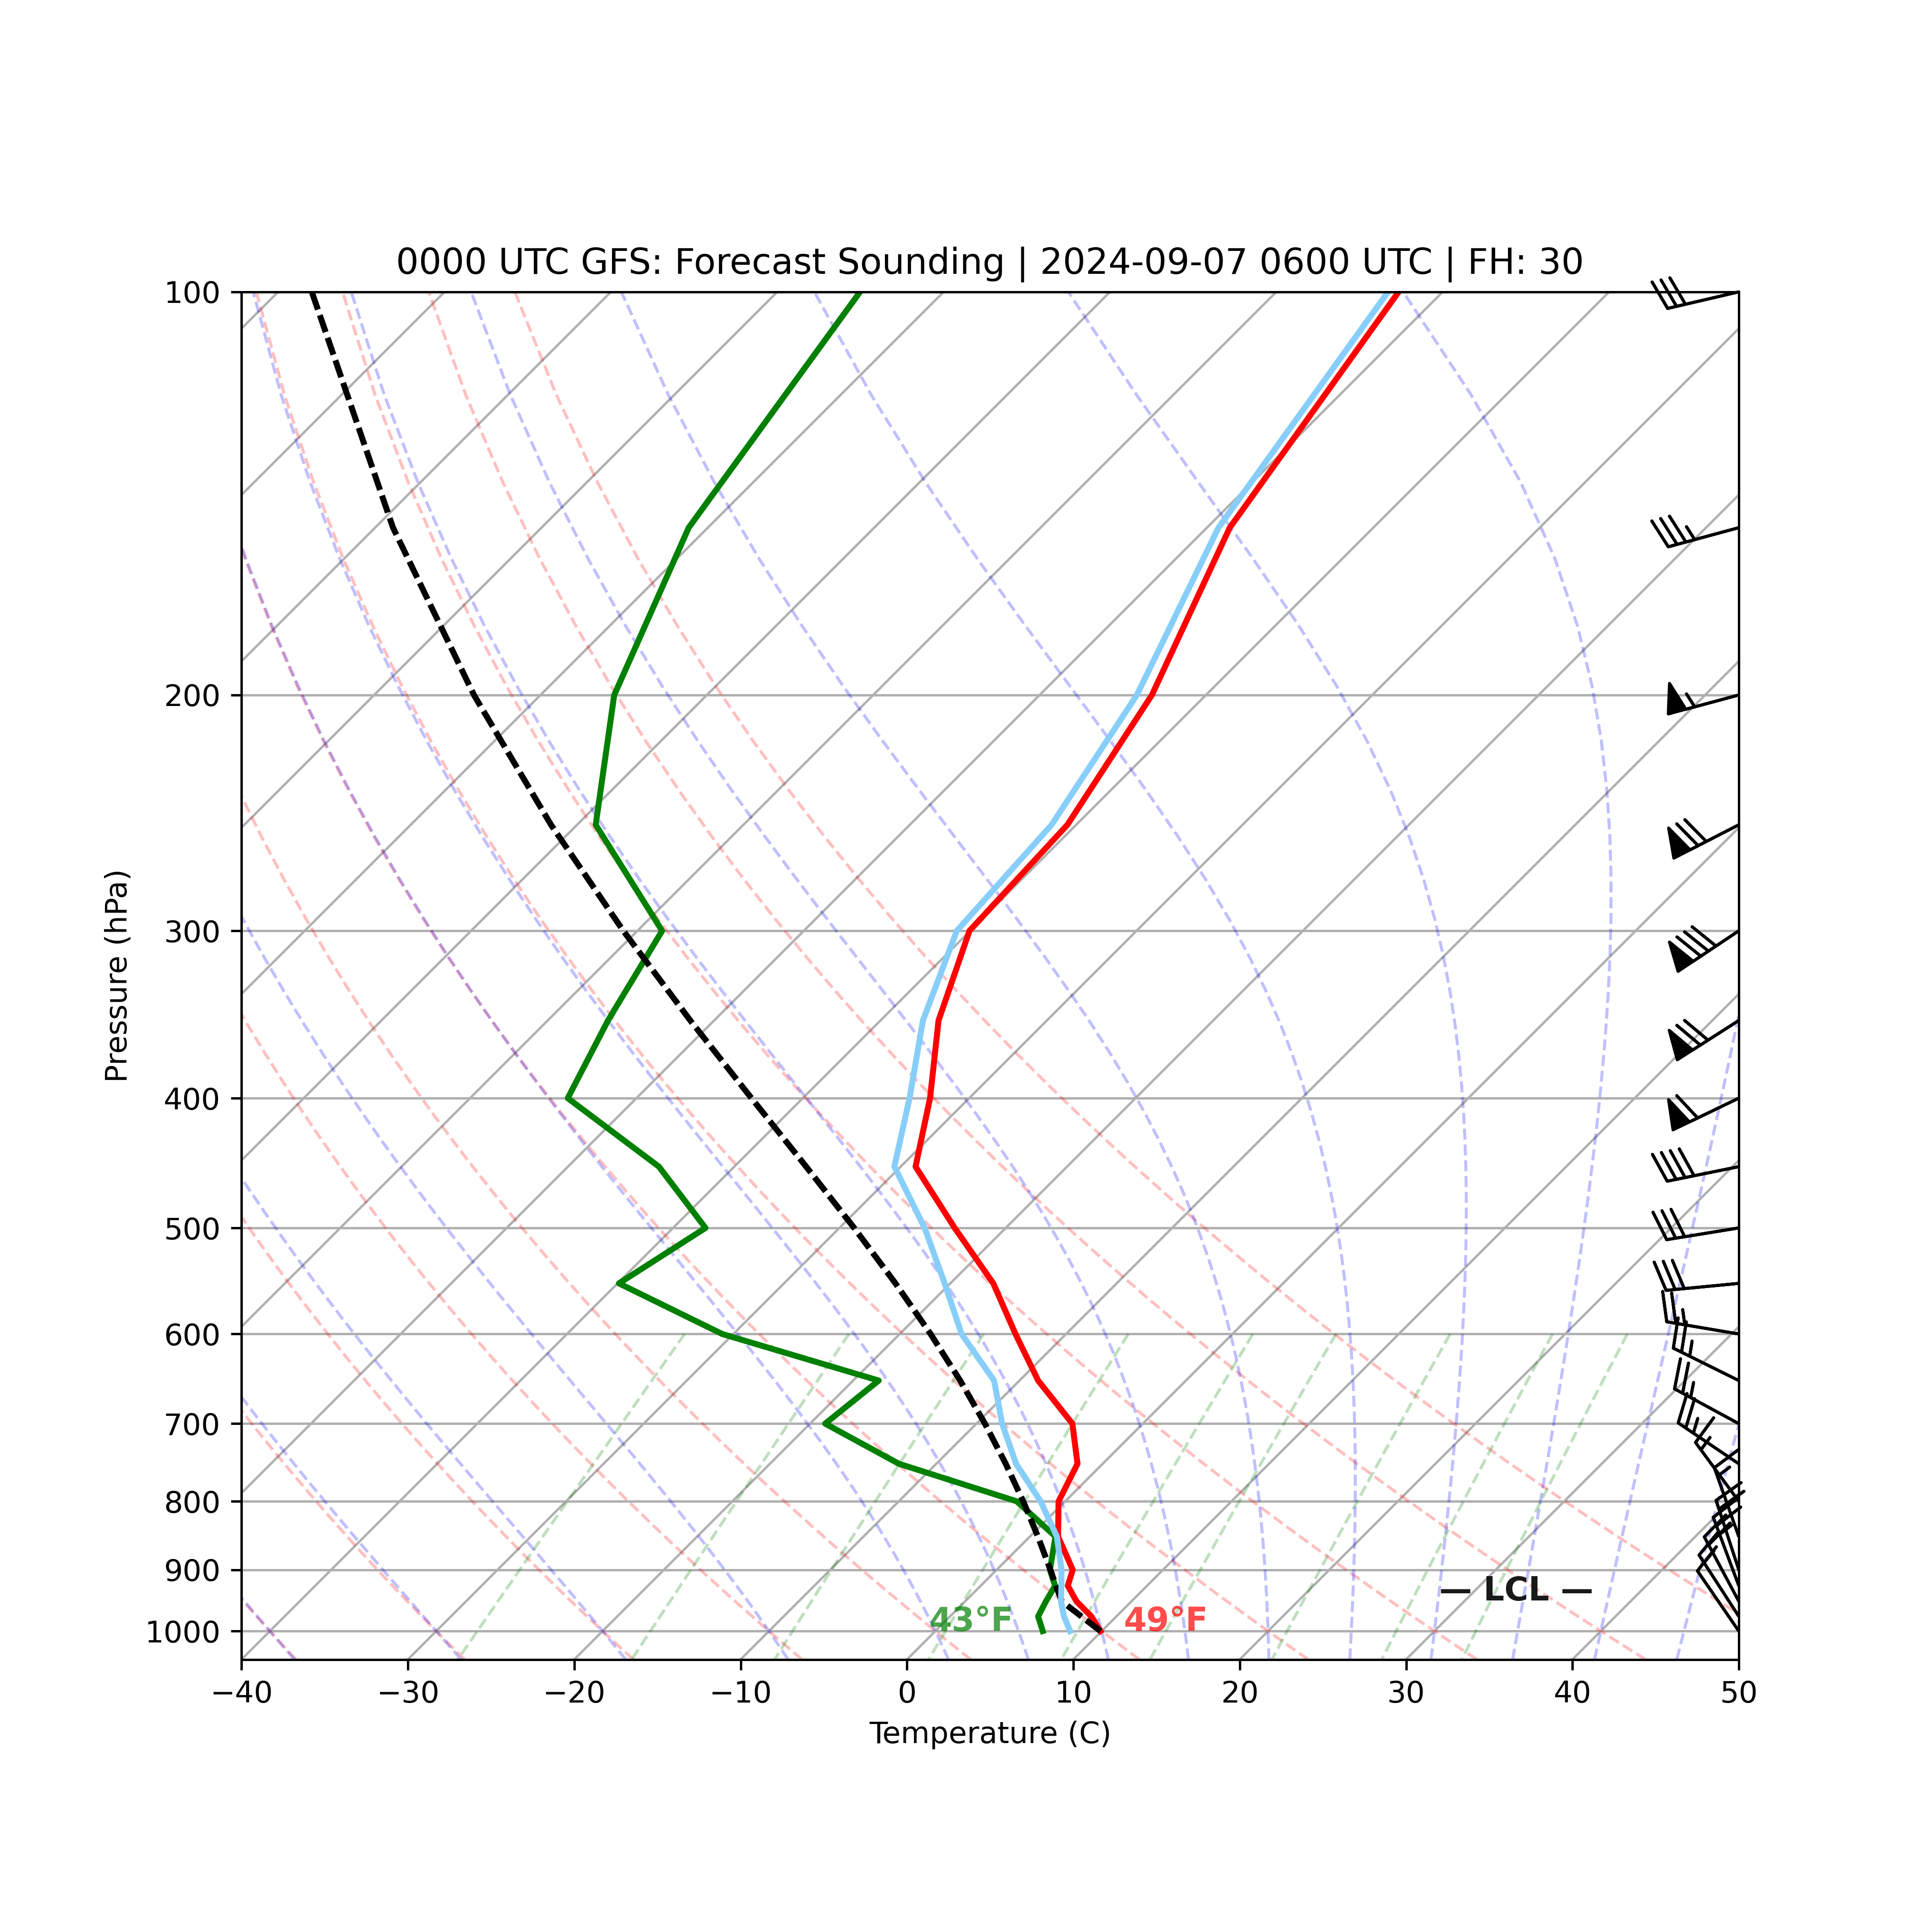 0000 UTC GFS: Forecast Sounding | 2024-09-07 0600 UTC | FH: 30
100
200
300
400
500
600
700
800
900
1000
Pressure (hPa)
— LCL —
43°F
49°F
−40 −30 −20 −10 0 10 20 30 40 50
Temperature (C)